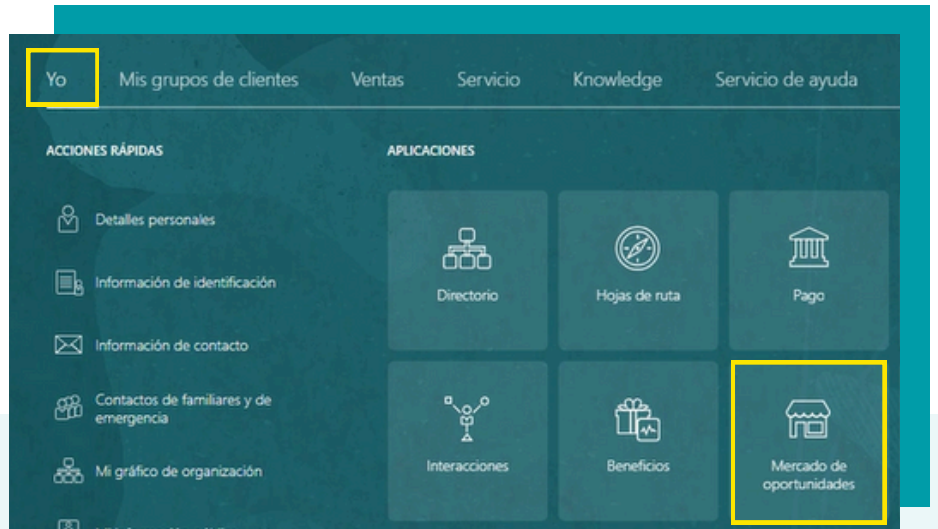 Yo Mis grupos de clientes Ventas Servicio Knowledge Servicio de ayuda
ACCIONES RÁPIDAS
Detalles personales
Información de identificación
Información de contacto
Contactos de familiares y de
emergencia
Mi gráfico de organización
APLICACIONES
Directorio
Hojas de ruta
Pago
Interacciones
Beneficios
Mercado de
oportunidades